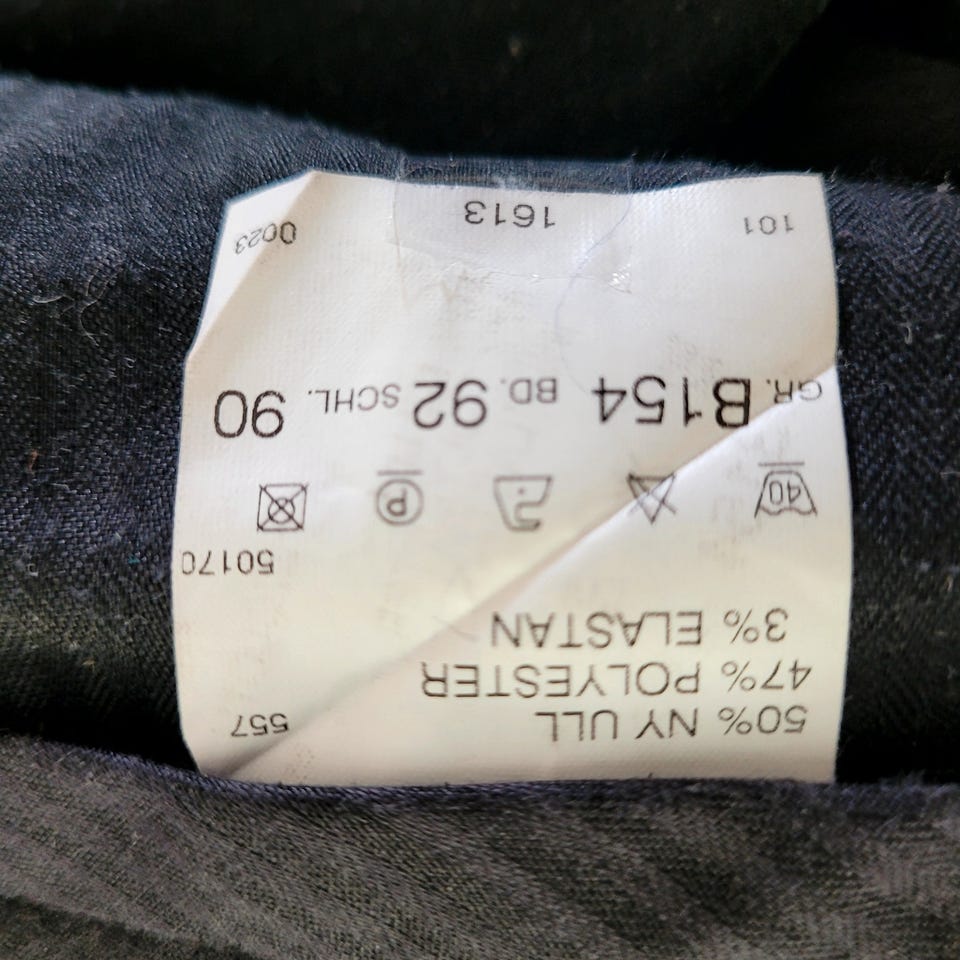 50% NY ULL 557
47% POLYESTER
3% ELASTAN
50170
40 P
GR. B154 BD. 92 SCHL. 90
101 1613 0023